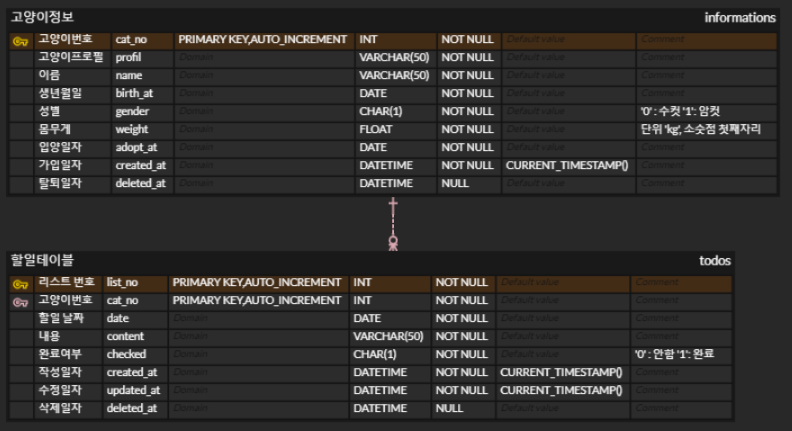 고양이정보 informations
고양이번호 cat_no PRIMARY KEY,AUTO_INCREMENT INT NOT NULL Default value Comment
고양이프로필 profil Domain VARCHAR(50) NOT NULL Default value Comment
이름 name Domain VARCHAR(50) NOT NULL Default value Comment
생년월일 birth_at Domain DATE NOT NULL Default value Comment
성별 gender Domain CHAR(1) NOT NULL Default value '0' : 수컷 '1': 암컷
몸무게 weight Domain FLOAT NOT NULL Default value 단위 'kg', 소숫점 첫째자리
입양일자 adopt_at Domain DATE NOT NULL Default value Comment
가입일자 created_at Domain DATETIME NOT NULL CURRENT_TIMESTAMP() Comment
탈퇴일자 deleted_at Domain DATETIME NULL Default value Comment
할일테이블 todos
리스트 번호 list_no PRIMARY KEY,AUTO_INCREMENT INT NOT NULL Default value Comment
고양이번호 cat_no PRIMARY KEY,AUTO_INCREMENT INT NOT NULL Default value Comment
할일 날짜 date Domain DATE NOT NULL Default value Comment
내용 content Domain VARCHAR(50) NOT NULL Default value Comment
완료여부 checked Domain CHAR(1) NOT NULL Default value '0' : 안함 '1': 완료
작성일자 created_at Domain DATETIME NOT NULL CURRENT_TIMESTAMP() Comment
수정일자 updated_at Domain DATETIME NOT NULL CURRENT_TIMESTAMP() Comment
삭제일자 deleted_at Domain DATETIME NULL Default value Comment